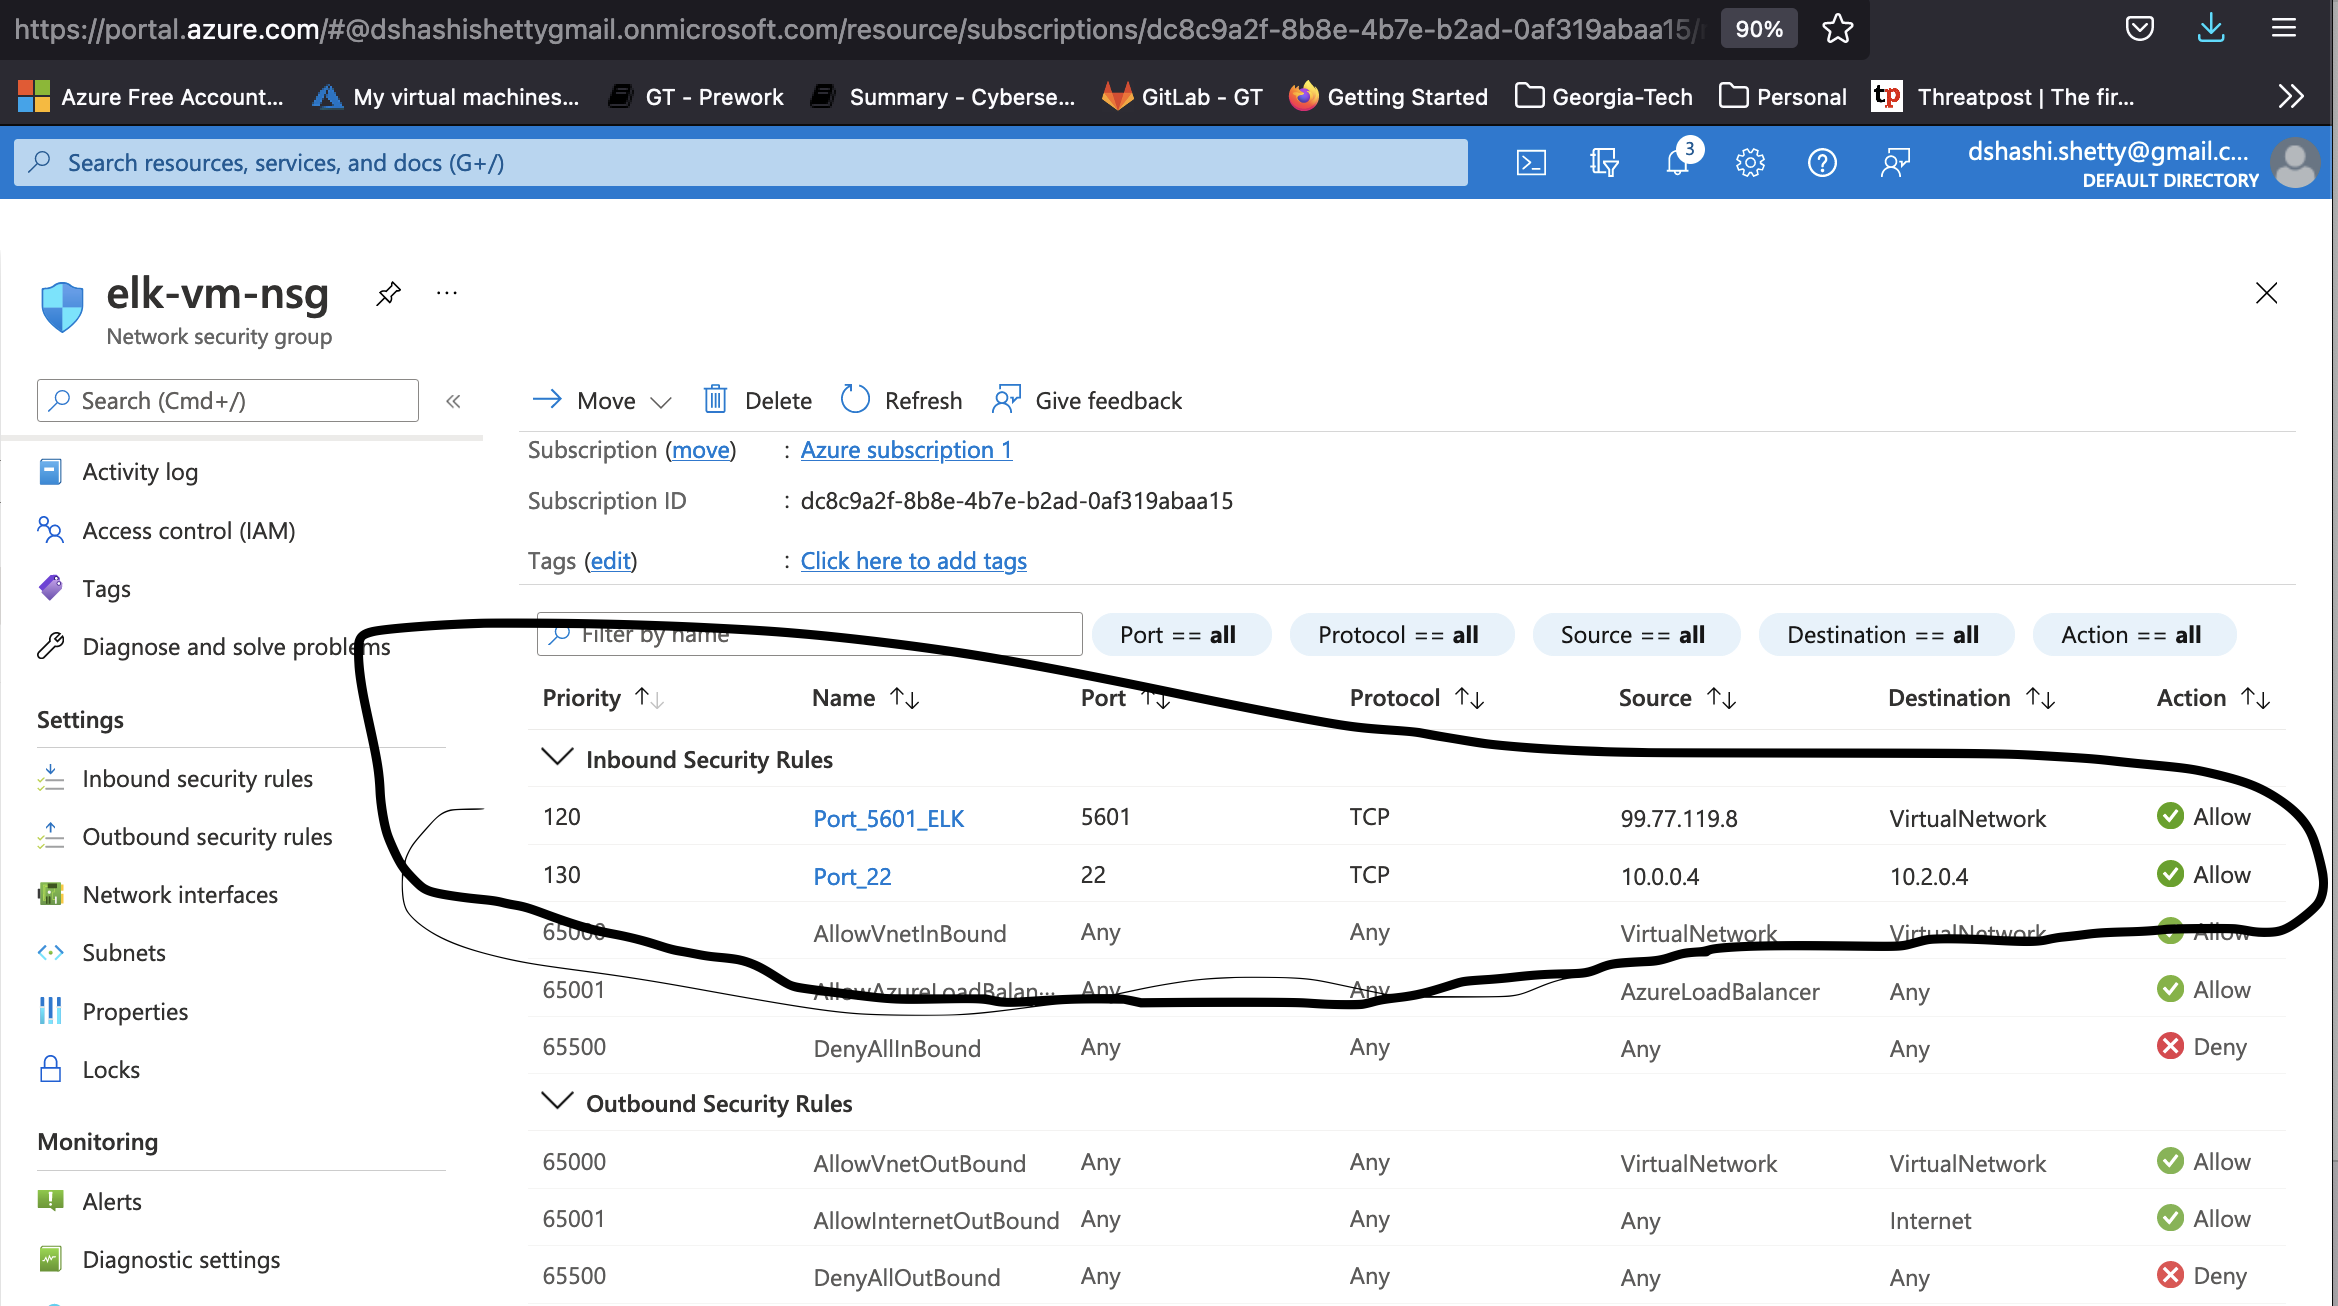 https://portal.azure.com/#@dshashishettygmail.onmicrosoft.com/resource/subscriptions/dc8c9a2f-8b8e-4b7e-b2ad-0af319abaa15/ 90%
Azure Free Account... My virtual machines... GT - Prework Summary - Cyberse... GitLab - GT Getting Started Georgia-Tech Personal tp Threatpost | The fir...
Search resources, services, and docs (G+/) 3 dshashi.shetty@gmail.c...
DEFAULT DIRECTORY
elk-vm-nsg ...
Network security group
Search (Cmd+/) «
Move Delete Refresh Give feedback
Subscription (move) : Azure subscription 1
Subscription ID : dc8c9a2f-8b8e-4b7e-b2ad-0af319abaa15
Tags (edit) : Click here to add tags
Activity log
Access control (IAM)
Tags
Diagnose and solve problems
Settings
Inbound security rules
Outbound security rules
Network interfaces
Subnets
Properties
Locks
Monitoring
Alerts
Diagnostic settings
Filter by name Port == all Protocol == all Source == all Destination == all Action == all
Priority ↑↓ Name ↑↓ Port ↑↓ Protocol ↑↓ Source ↑↓ Destination ↑↓ Action ↑↓
Inbound Security Rules
120 Port_5601_ELK 5601 TCP 99.77.119.8 VirtualNetwork Allow
130 Port_22 22 TCP 10.0.0.4 10.2.0.4 Allow
65000 AllowVnetInBound Any Any VirtualNetwork VirtualNetwork Allow
65001 AllowAzureLoadBalan... Any Any AzureLoadBalancer Any Allow
65500 DenyAllInBound Any Any Any Any Deny
Outbound Security Rules
65000 AllowVnetOutBound Any Any VirtualNetwork VirtualNetwork Allow
65001 AllowInternetOutBound Any Any Any Internet Allow
65500 DenyAllOutBound Any Any Any Any Deny